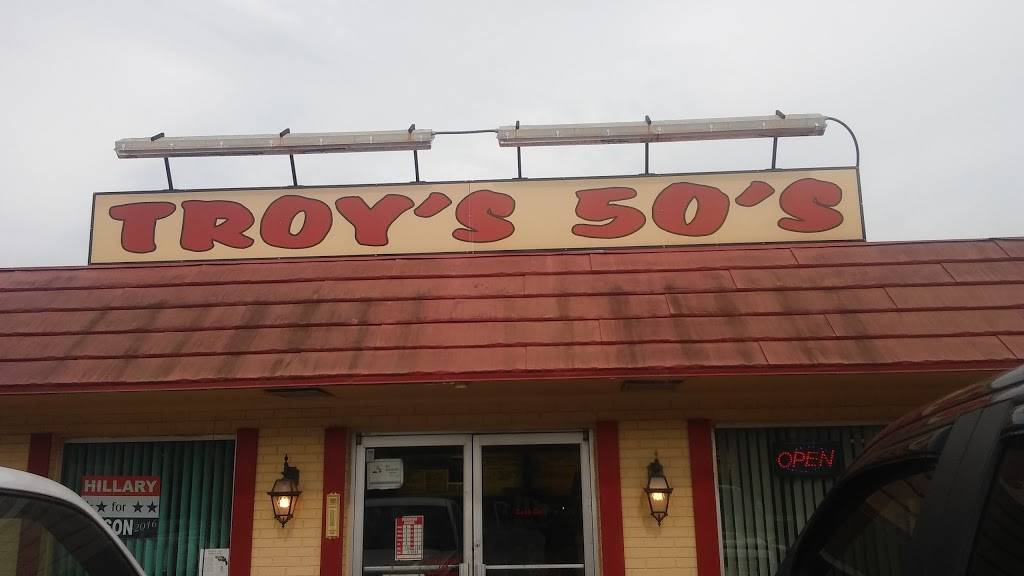 TROY'S 50'S
HILLARY
for
SON 2016
OPEN